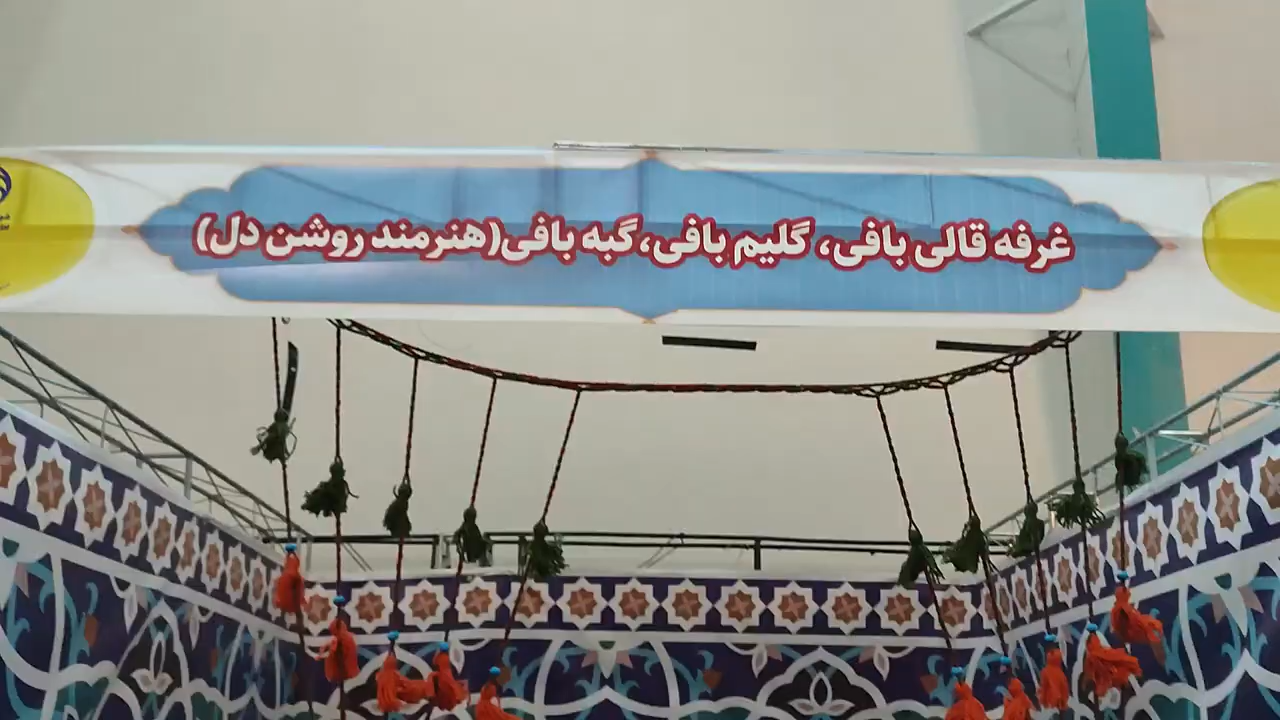 غرفه قالی بافی، گلیم بافی،گبه بافی(هنرمند روشن دل)